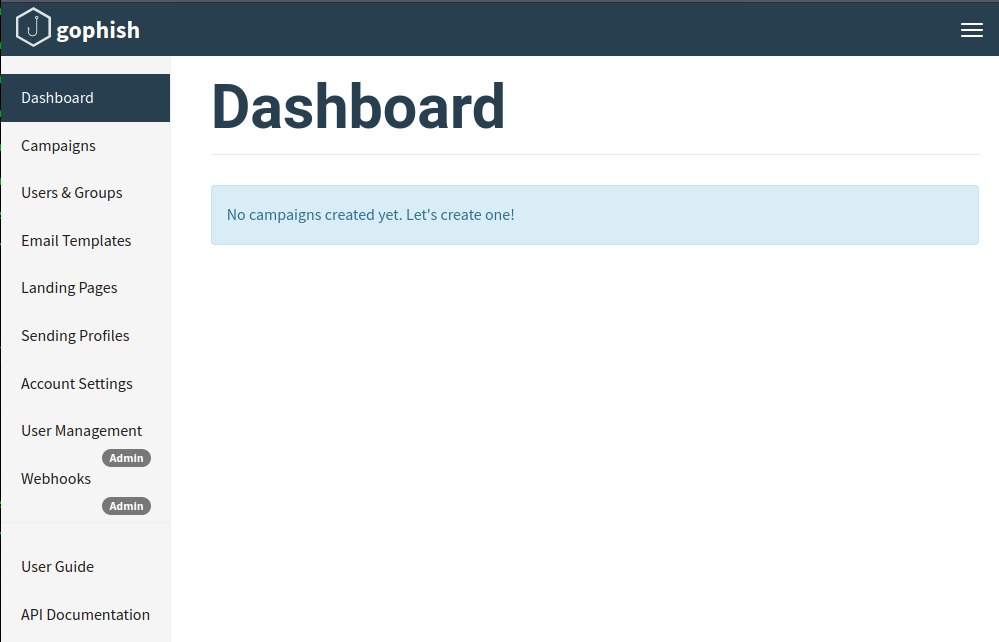 gophish
Dashboard
Campaigns
Users & Groups
Email Templates
Landing Pages
Sending Profiles
Account Settings
User Management
Admin
Webhooks
Admin
User Guide
API Documentation
Dashboard
No campaigns created yet. Let's create one!